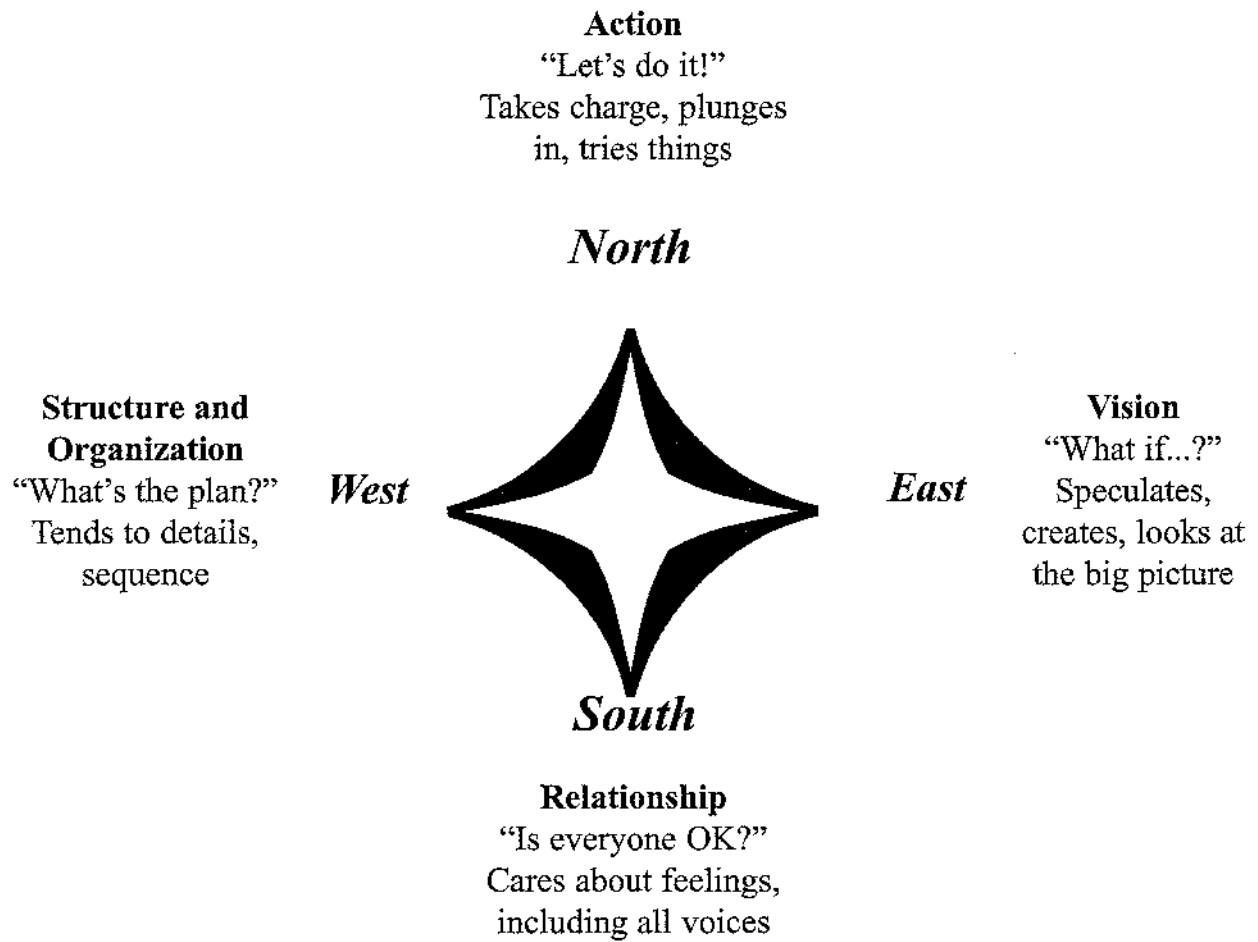 Action
“Let’s do it!”
Takes charge, plunges
in, tries things
North
Structure and
Organization
“What’s the plan?”
Tends to details,
sequence
West
East
Vision
“What if...?”
Speculates,
creates, looks at
the big picture
South
Relationship
“Is everyone OK?”
Cares about feelings,
including all voices